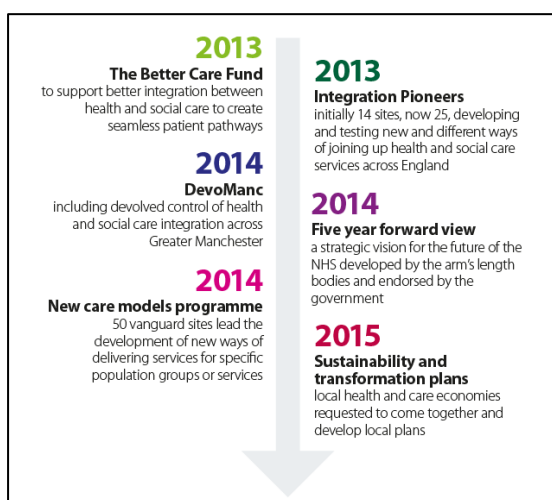 2013
The Better Care Fund
to support better integration between
health and social care to create
seamless patient pathways
2013
Integration Pioneers
initially 14 sites, now 25, developing
and testing new and different ways
of joining up health and social care
services across England
2014
DevoManc
including devolved control of health
and social care integration across
Greater Manchester
2014
Five year forward view
a strategic vision for the future of the
NHS developed by the arm's length
bodies and endorsed by the
government
2014
New care models programme
50 vanguard sites lead the
development of new ways of
delivering services for specific
population groups or services
2015
Sustainability and
transformation plans
local health and care economies
requested to come together and
develop local plans